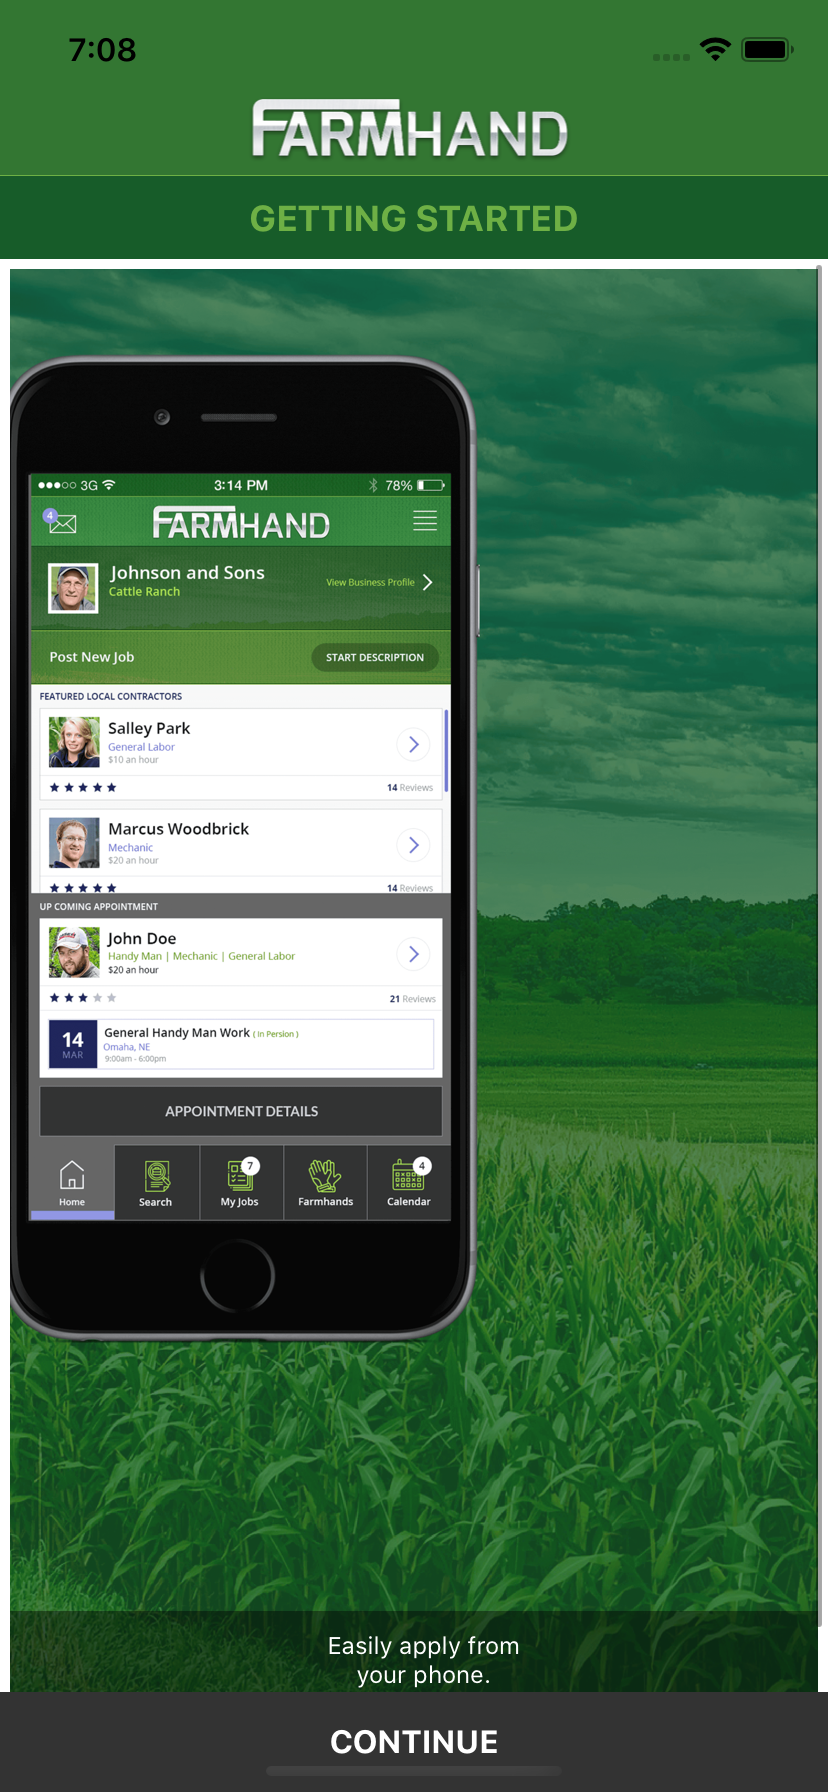 7:08
FARMHAND
GETTING STARTED
3G 3:14 PM 78%
4
FARMHAND
Johnson and Sons
Cattle Ranch
View Business Profile
Post New Job
START DESCRIPTION
FEATURED LOCAL CONTRACTORS
Salley Park
General Labor
$10 an hour
14 Reviews
Marcus Woodbrick
Mechanic
$20 an hour
14 Reviews
UP COMING APPOINTMENT
John Doe
Handy Man | Mechanic | General Labor
$20 an hour
21 Reviews
14
MAR
General Handy Man Work ( In Persion )
Omaha, NE
9:00am - 6:00pm
APPOINTMENT DETAILS
7
4
Home Search My Jobs Farmhands Calendar
Easily apply from
your phone.
CONTINUE